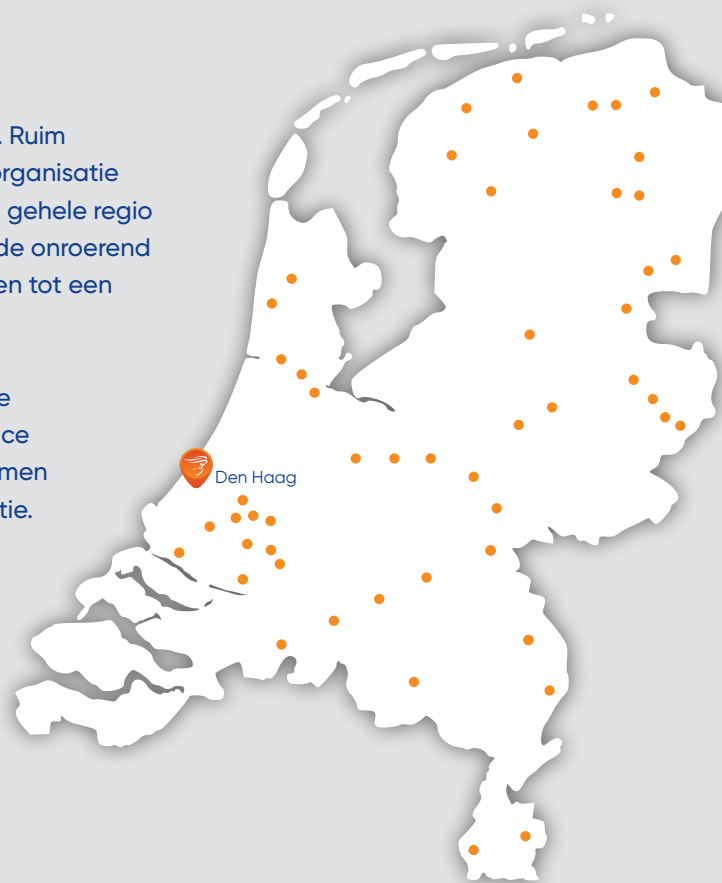 . Ruim
organisatie
gehele regio
de onroerend
en tot een
e
ce
men
tie.
Den Haag